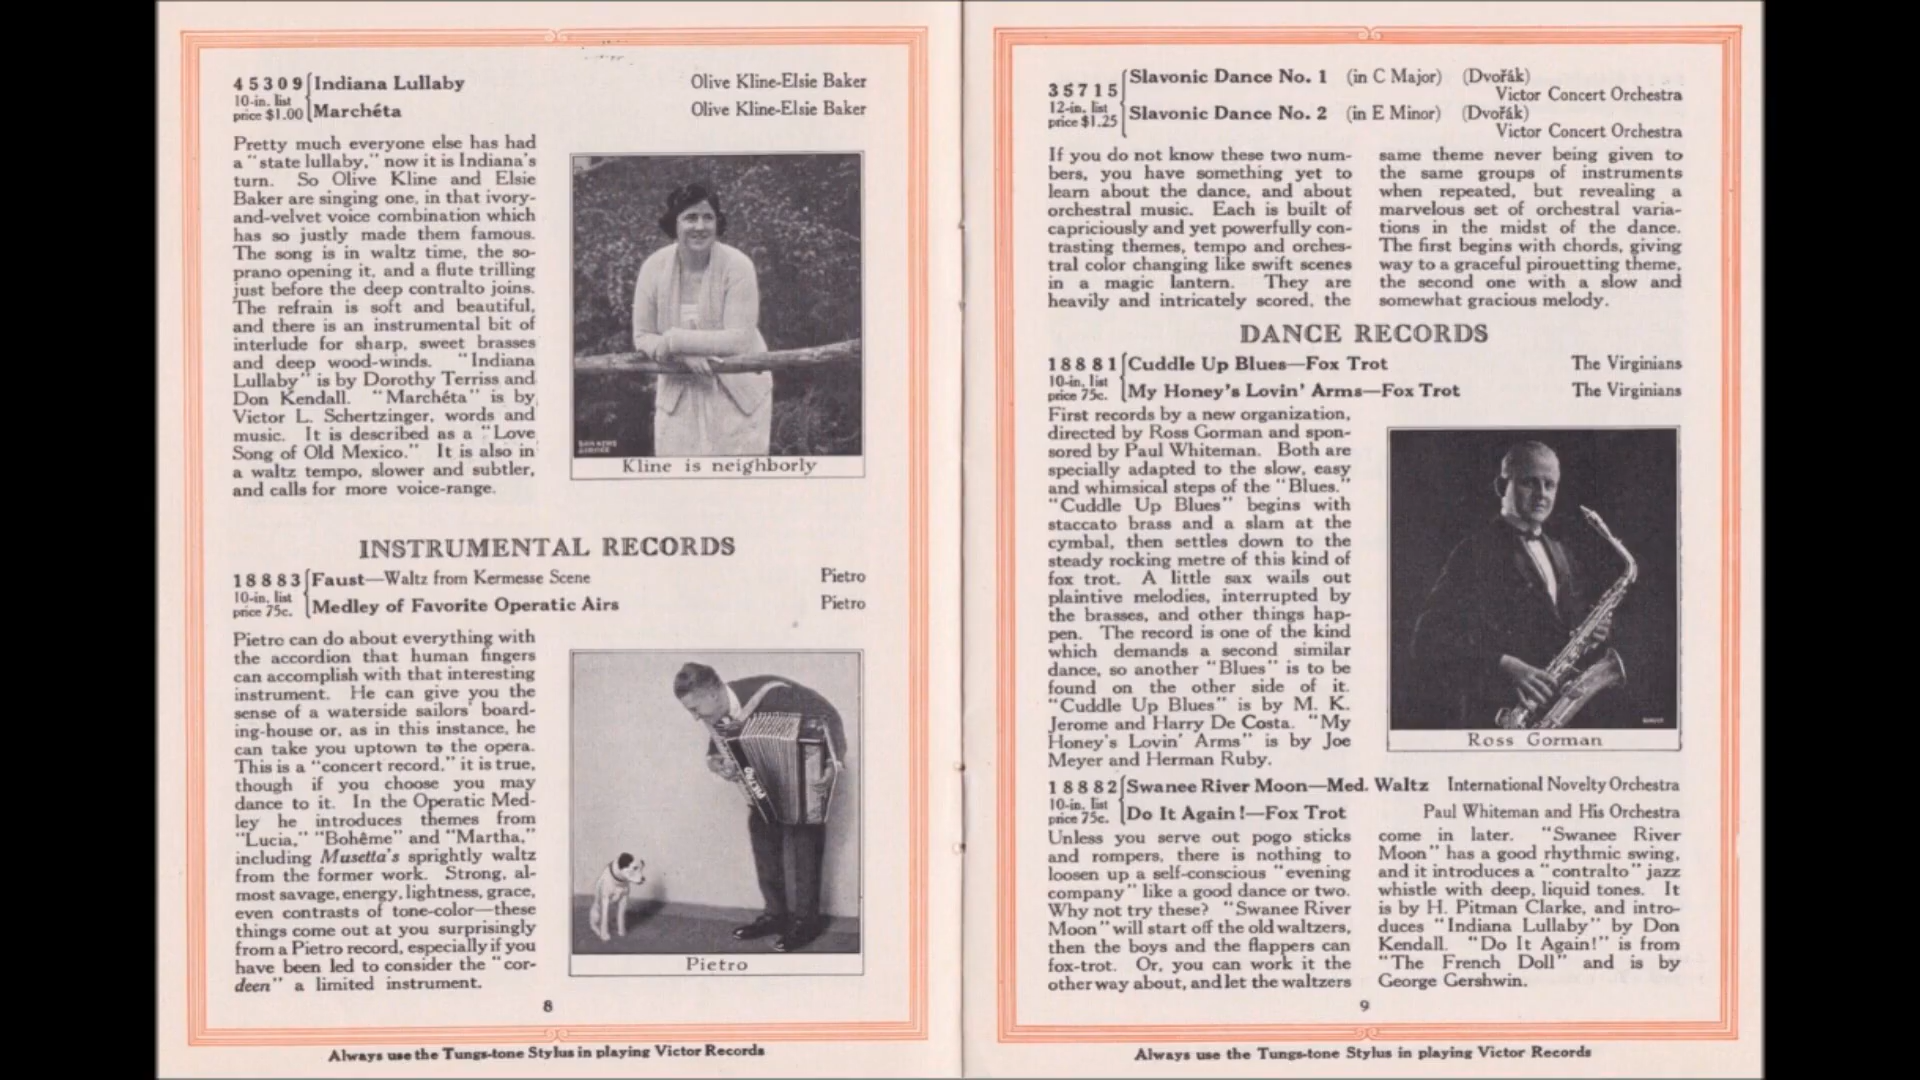 45309 Indiana Lullaby Olive Kline-Elsie Baker
10-in. list
price $1.00 Marchéta Olive Kline-Elsie Baker
Pretty much everyone else has had
a "state lullaby," now it is Indiana's
turn. So Olive Kline and Elsie
Baker are singing one, in that ivory-
and-velvet voice combination which
has so justly made them famous.
The song is in waltz time, the so-
prano opening it, and a flute trilling
just before the deep contralto joins.
The refrain is soft and beautiful,
and there is an instrumental bit of
interlude for sharp, sweet brasses
and deep wood-winds. "Indiana
Lullaby" is by Dorothy Terriss and
Don Kendall. "Marchéta" is by
Victor L. Schertzinger, words and
music. It is described as a "Love
Song of Old Mexico." It is also in
a waltz tempo, slower and subtler,
and calls for more voice-range.
Kline is neighborly
INSTRUMENTAL RECORDS
18883 Faust—Waltz from Kermesse Scene Pietro
10-in. list
price 75c. Medley of Favorite Operatic Airs Pietro
Pietro can do about everything with
the accordion that human fingers
can accomplish with that interesting
instrument. He can give you the
sense of a waterside sailors' board-
ing-house or, as in this instance, he
can take you uptown to the opera.
This is a "concert record," it is true,
though if you choose you may
dance to it. In the Operatic Med-
ley he introduces themes from
"Lucia," "Bohême" and "Martha,"
including Musetta's sprightly waltz
from the former work. Strong, al-
most savage, energy, lightness, grace,
even contrasts of tone-color—these
things come out at you surprisingly
from a Pietro record, especially if you
have been led to consider the "cor-
deen" a limited instrument.
PIETRO
Pietro
8
Always use the Tungs-tone Stylus in playing Victor Records
35715 Slavonic Dance No. 1 (in C Major) (Dvořák)
Victor Concert Orchestra
12-in. list
price $1.25 Slavonic Dance No. 2 (in E Minor) (Dvořák)
Victor Concert Orchestra
If you do not know these two num-
bers, you have something yet to
learn about the dance, and about
orchestral music. Each is built of
capriciously and yet powerfully con-
trasting themes, tempo and orches-
tral color changing like swift scenes
in a magic lantern. They are
heavily and intricately scored, the
same theme never being given to
the same groups of instruments
when repeated, but revealing a
marvelous set of orchestral varia-
tions in the midst of the dance.
The first begins with chords, giving
way to a graceful pirouetting theme,
the second one with a slow and
somewhat gracious melody.
DANCE RECORDS
18881 Cuddle Up Blues—Fox Trot The Virginians
10-in. list
price 75c. My Honey's Lovin' Arms—Fox Trot The Virginians
First records by a new organization,
directed by Ross Gorman and spon-
sored by Paul Whiteman. Both are
specially adapted to the slow, easy
and whimsical steps of the "Blues."
"Cuddle Up Blues" begins with
staccato brass and a slam at the
cymbal, then settles down to the
steady rocking metre of this kind of
fox trot. A little sax wails out
plaintive melodies, interrupted by
the brasses, and other things hap-
pen. The record is one of the kind
which demands a second similar
dance, so another "Blues" is to be
found on the other side of it.
"Cuddle Up Blues" is by M. K.
Jerome and Harry De Costa. "My
Honey's Lovin' Arms" is by Joe
Meyer and Herman Ruby.
Ross Gorman
18882 Swanee River Moon—Med. Waltz International Novelty Orchestra
10-in. list
price 75c. Do It Again!—Fox Trot Paul Whiteman and His Orchestra
Unless you serve out pogo sticks
and rompers, there is nothing to
loosen up a self-conscious "evening
company" like a good dance or two.
Why not try these? "Swanee River
Moon" will start off the old waltzers,
then the boys and the flappers can
fox-trot. Or, you can work it the
other way about, and let the waltzers
come in later. "Swanee River
Moon" has a good rhythmic swing,
and it introduces a "contralto" jazz
whistle with deep, liquid tones. It
is by H. Pitman Clarke, and intro-
duces "Indiana Lullaby" by Don
Kendall. "Do It Again!" is from
"The French Doll" and is by
George Gershwin.
9
Always use the Tungs-tone Stylus in playing Victor Records